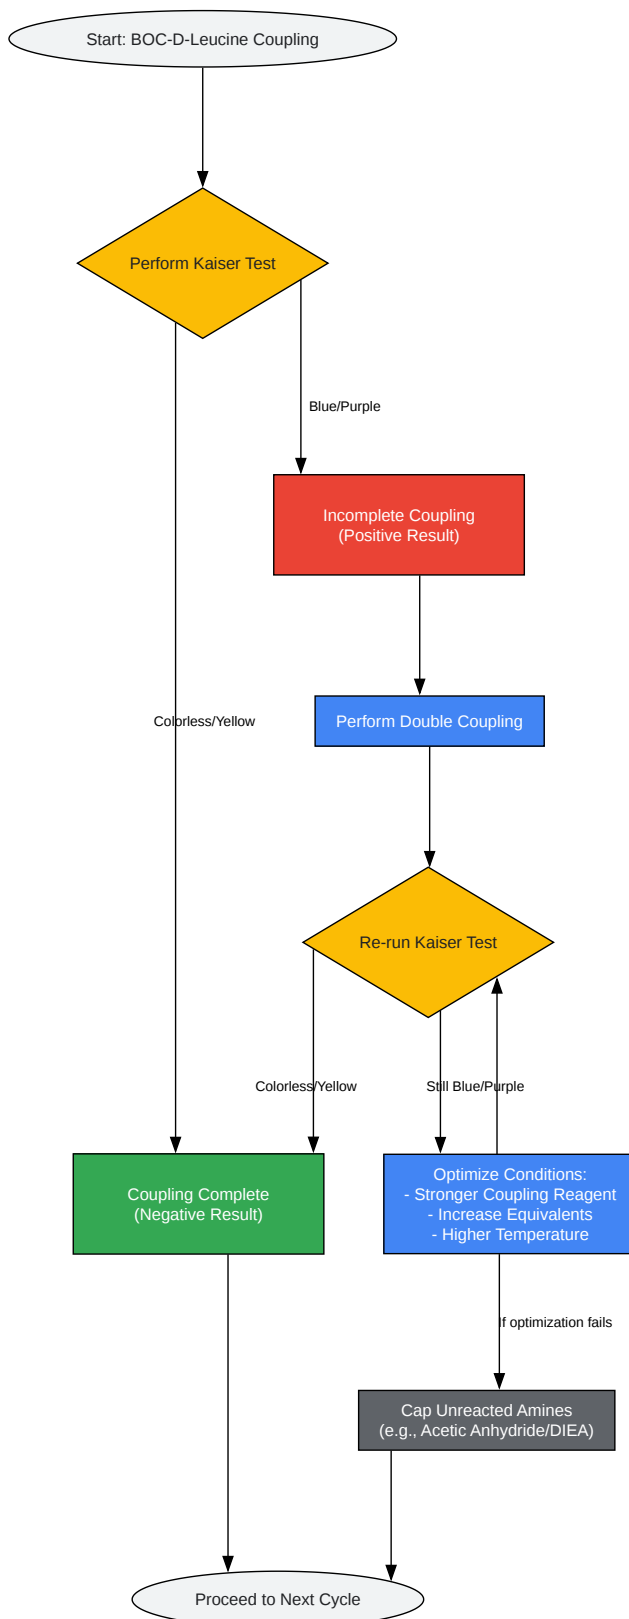 Start: BOC-D-Leucine Coupling
Perform Kaiser Test
Blue/Purple
Incomplete Coupling
(Positive Result)
Colorless/Yellow
Perform Double Coupling
Re-run Kaiser Test
Colorless/Yellow
Still Blue/Purple
Coupling Complete
(Negative Result)
Optimize Conditions:
- Stronger Coupling Reagent
- Increase Equivalents
- Higher Temperature
If optimization fails
Cap Unreacted Amines
(e.g., Acetic Anhydride/DIEA)
Proceed to Next Cycle